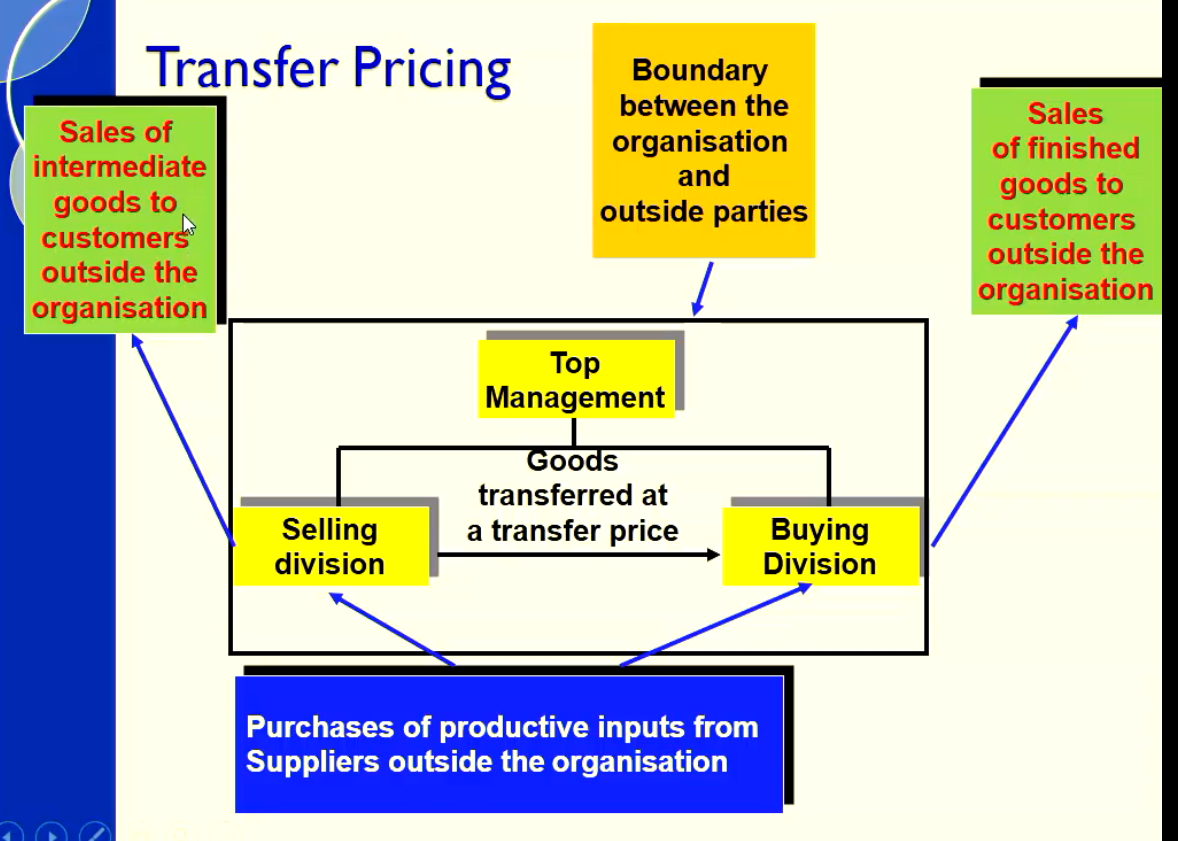 Transfer Pricing
Boundary
between the
organisation
and
outside parties
Sales of
intermediate
goods to
customers
outside the
organisation
Sales
of finished
goods to
customers
outside the
organisation
Top
Management
Goods
transferred at
a transfer price
Selling
division
Buying
Division
Purchases of productive inputs from
Suppliers outside the organisation